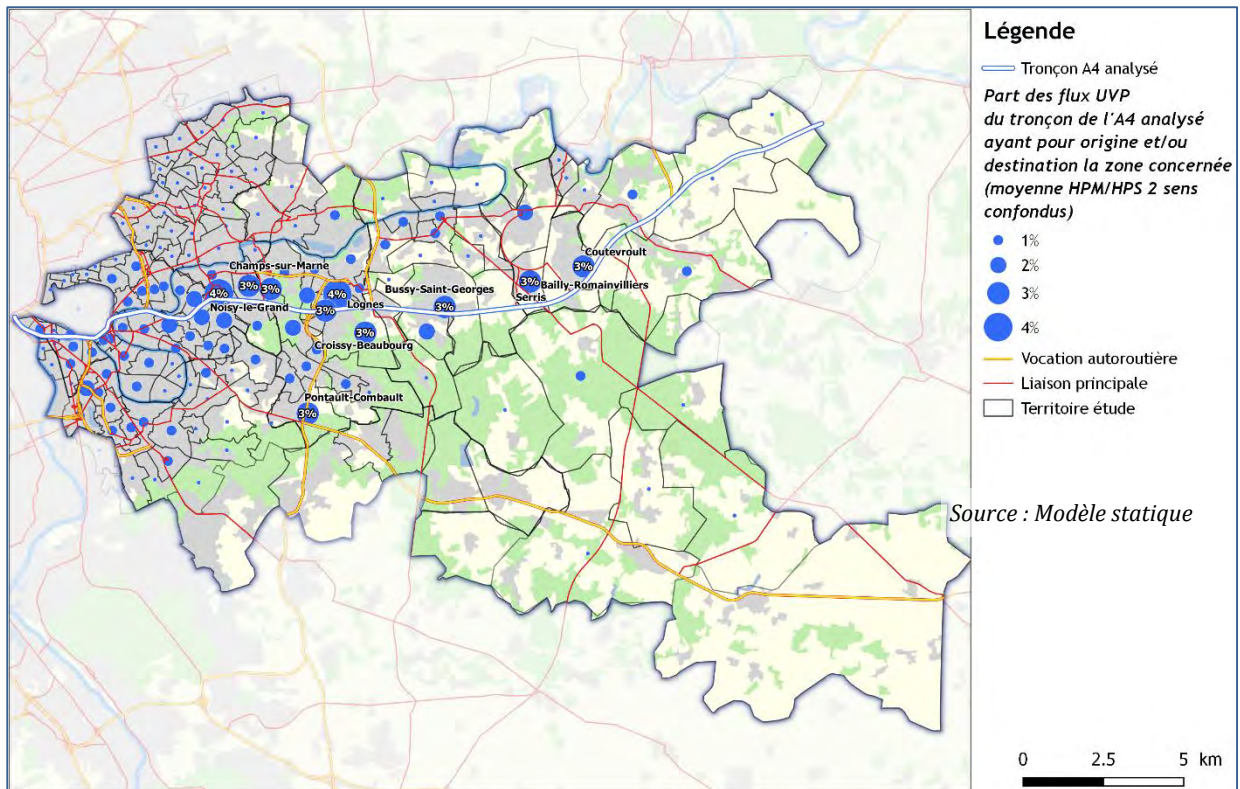 Légende
Tronçon A4 analysé
Part des flux UVP
du tronçon de l'A4 analysé
ayant pour origine et/ou
destination la zone concernée
(moyenne HPM/HPS 2 sens
confondus)
1%
2%
3%
4%
Vocation autoroutière
Liaison principale
Territoire étude
Coutevroult
3%
Champs-sur-Marne
3%
Bailly-Romainvilliers
4%
3%
3%
4%
Bussy-Saint-Georges
Serris
Noisy-le-Grand
Lognes
3%
3%
3%
Croissy-Beaubourg
Pontault-Combault
3%
Source : Modèle statique
0 2.5 5 km